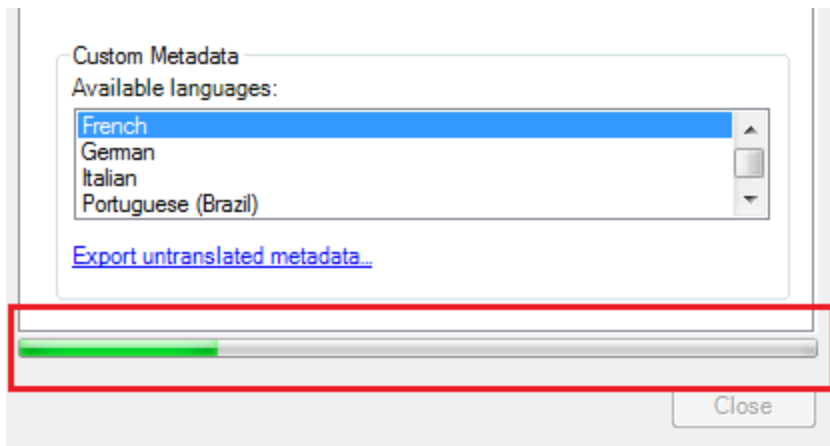 Custom Metadata
Available languages:
French
German
Italian
Portuguese (Brazil)
Export untranslated metadata...
Close